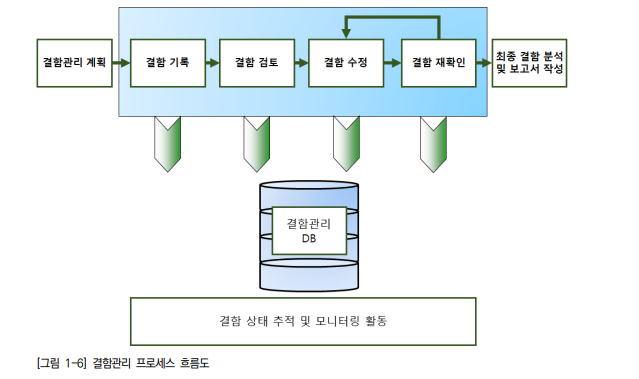 결함관리 계획
결함 기록
결함 검토
결함 수정
결함 재확인
최종 결함 분석
및 보고서 작성
결함관리
DB
결함 상태 추적 및 모니터링 활동
[그림 1-6] 결함관리 프로세스 흐름도